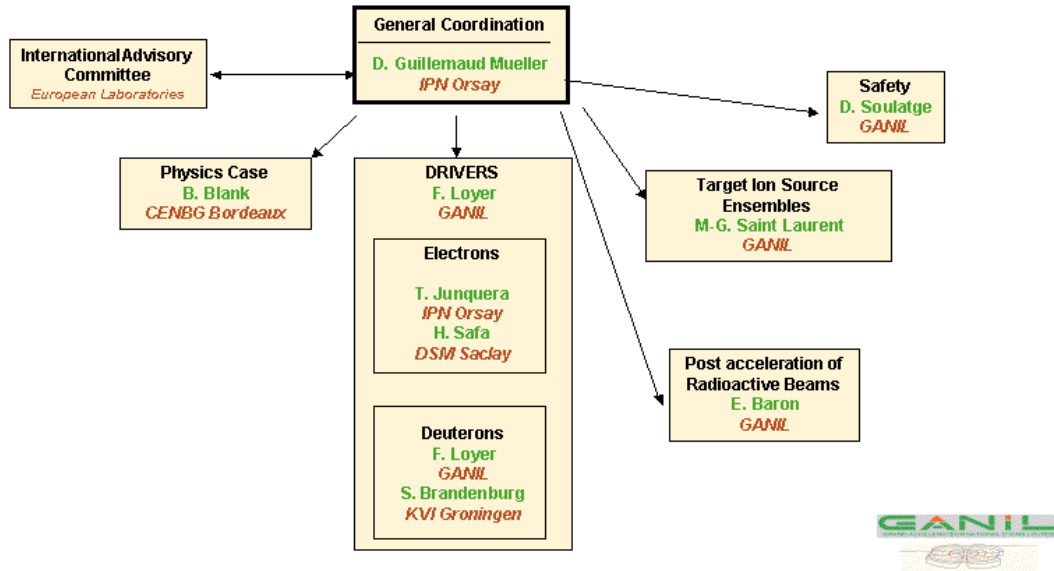 General Coordination
D. Guillemaud Mueller
IPN Orsay
International Advisory
Committee
European Laboratories
Safety
D. Soulatge
GANIL
Physics Case
B. Blank
CENBG Bordeaux
DRIVERS
F. Loyer
GANIL
Electrons
T. Junquera
IPN Orsay
H. Safa
DSM Saclay
Deuterons
F. Loyer
GANIL
S. Brandenburg
KVI Groningen
Target Ion Source
Ensembles
M-G. Saint Laurent
GANIL
Post acceleration of
Radioactive Beams
E. Baron
GANIL
GANIL